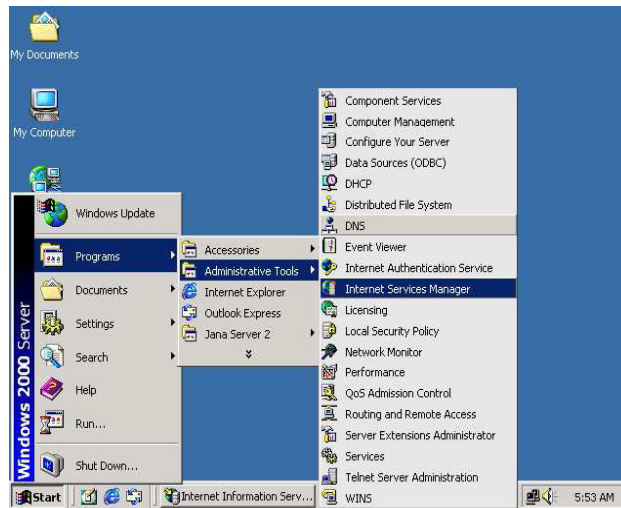 My Documents
My Computer
Windows 2000 Server
Windows Update
Programs
Documents
Settings
Search
Help
Run...
Shut Down...
Accessories
Administrative Tools
Internet Explorer
Outlook Express
Jana Server 2
Component Services
Computer Management
Configure Your Server
Data Sources (ODBC)
DHCP
Distributed File System
DNS
Event Viewer
Internet Authentication Service
Internet Services Manager
Licensing
Local Security Policy
Network Monitor
Performance
QoS Admission Control
Routing and Remote Access
Server Extensions Administrator
Services
Telnet Server Administration
WINS
Start
Internet Information Serv...
5:53 AM